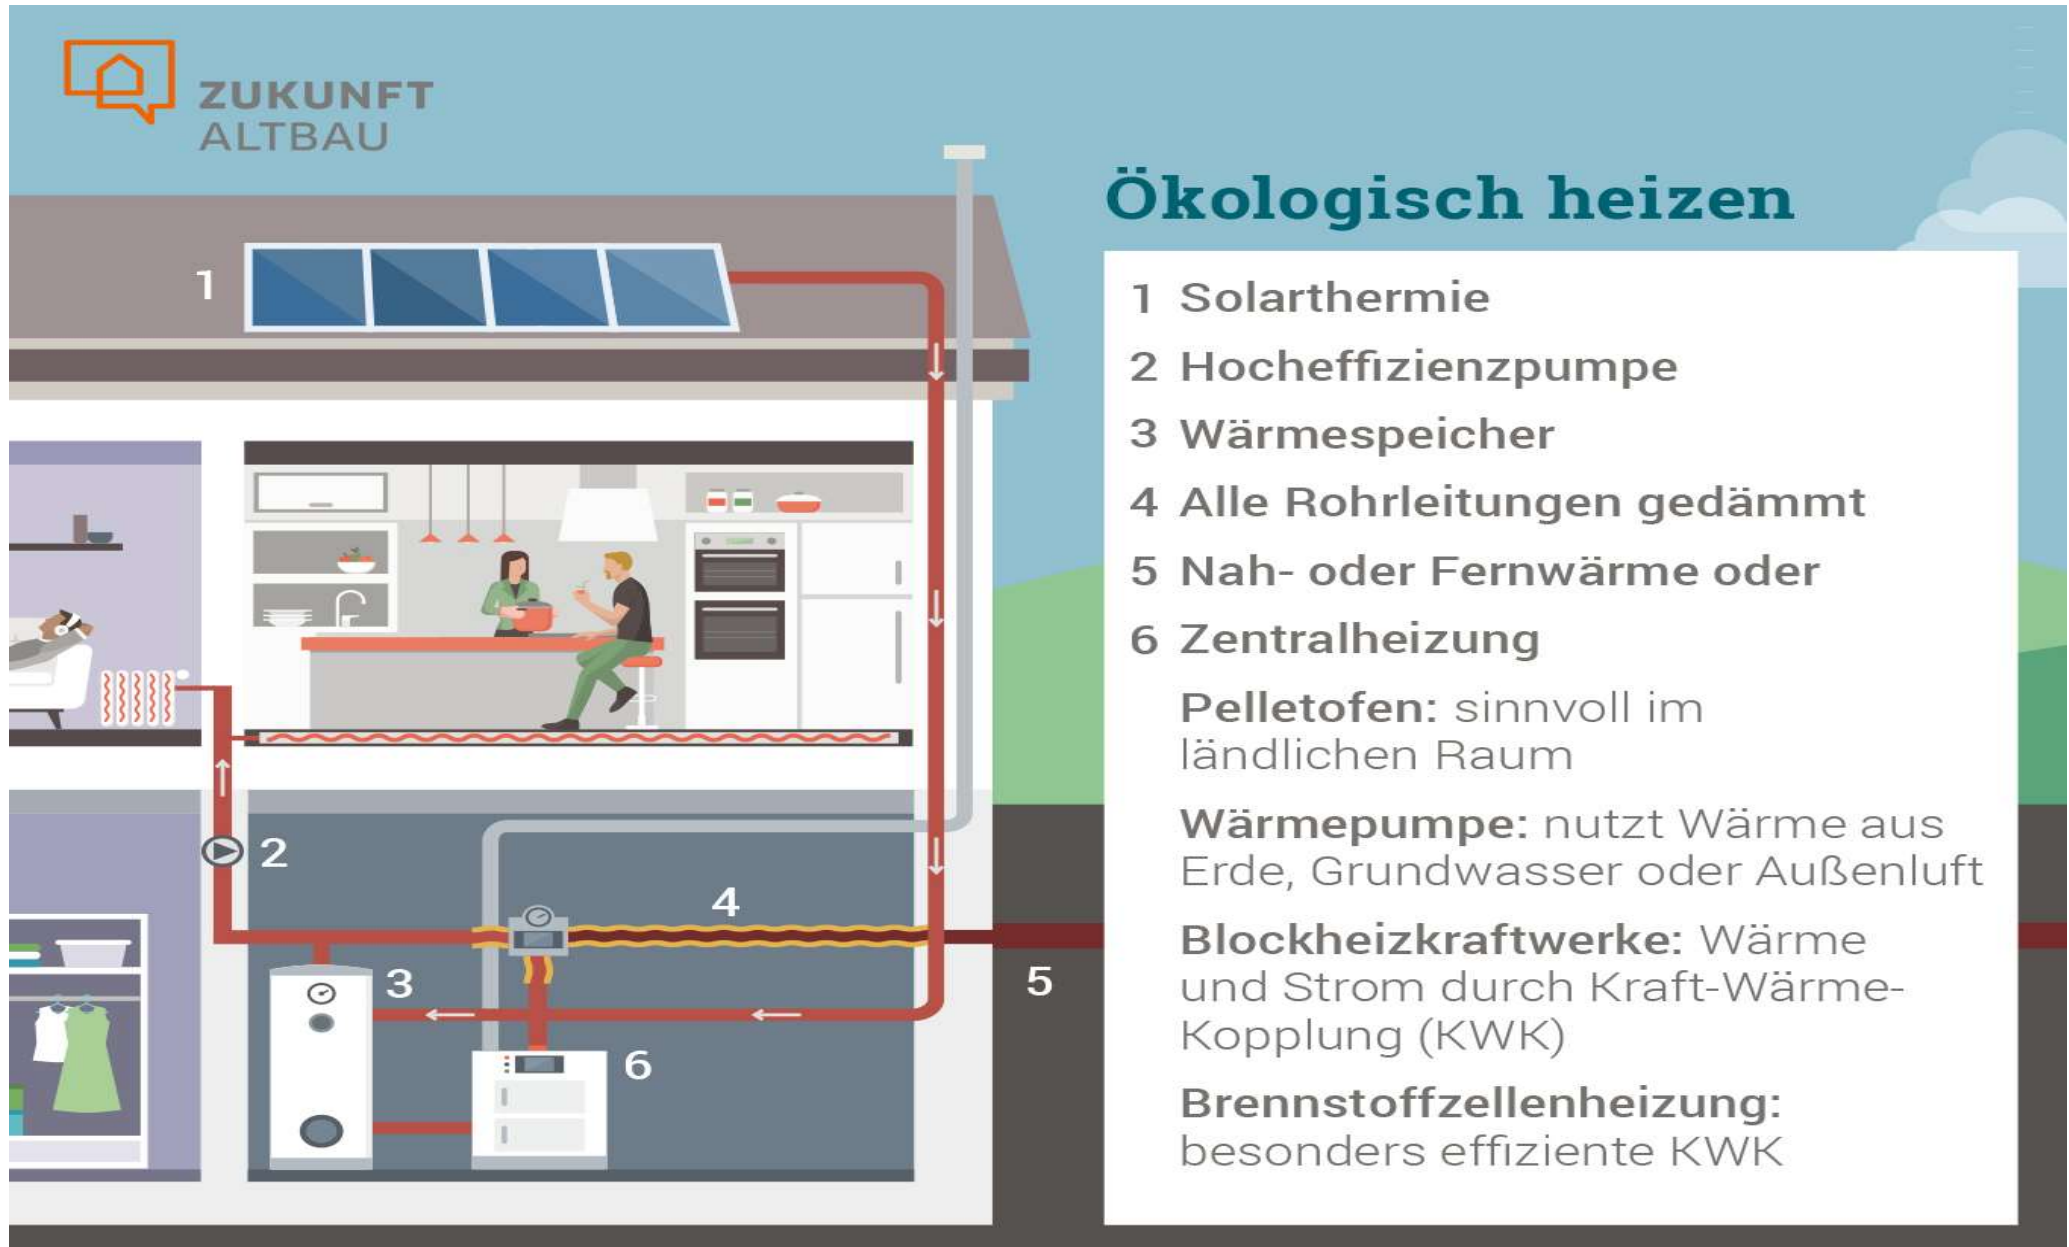 ZUKUNFT
ALTBAU
Ökologisch heizen
1 Solarthermie
2 Hocheffizienzpumpe
3 Wärmespeicher
4 Alle Rohrleitungen gedämmt
5 Nah- oder Fernwärme oder
6 Zentralheizung
Pelletofen: sinnvoll im
ländlichen Raum
Wärmepumpe: nutzt Wärme aus
Erde, Grundwasser oder Außenluft
Blockheizkraftwerke: Wärme
und Strom durch Kraft-Wärme-
Kopplung (KWK)
Brennstoffzellenheizung:
besonders effiziente KWK
1
2
4
3
5
6